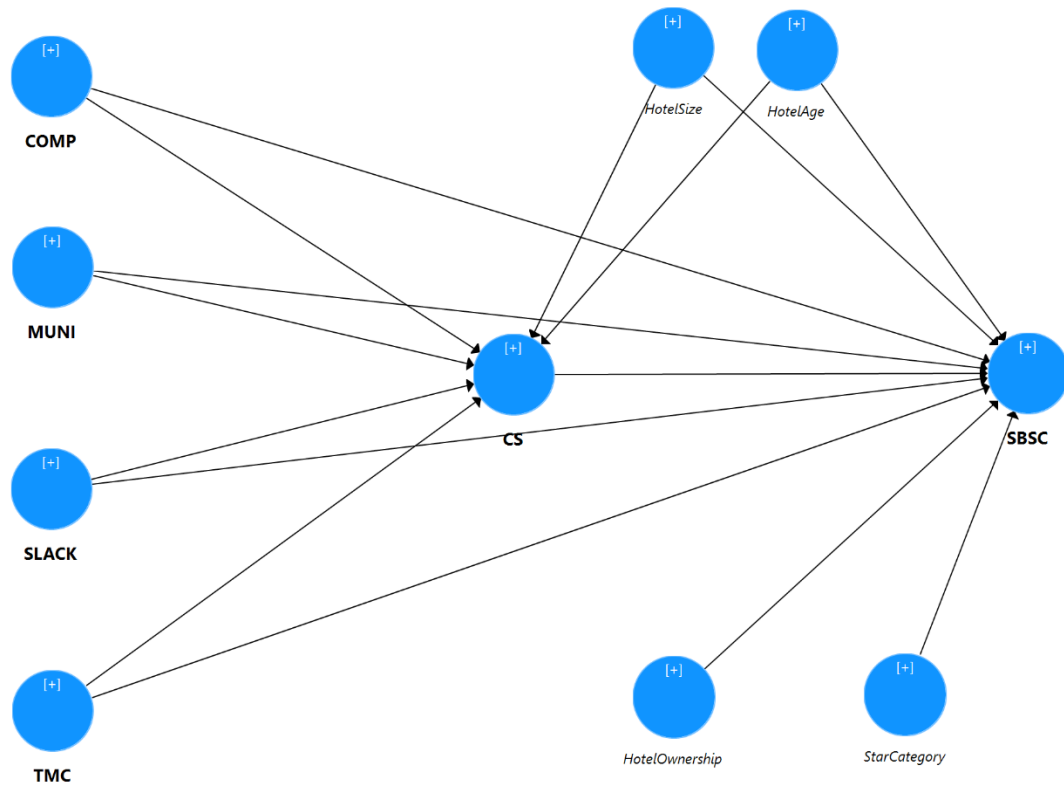 [+]
COMP
[+]
HotelSize
[+]
HotelAge
[+]
MUNI
[+]
CS
[+]
SBSC
[+]
SLACK
[+]
TMC
[+]
HotelOwnership
[+]
StarCategory